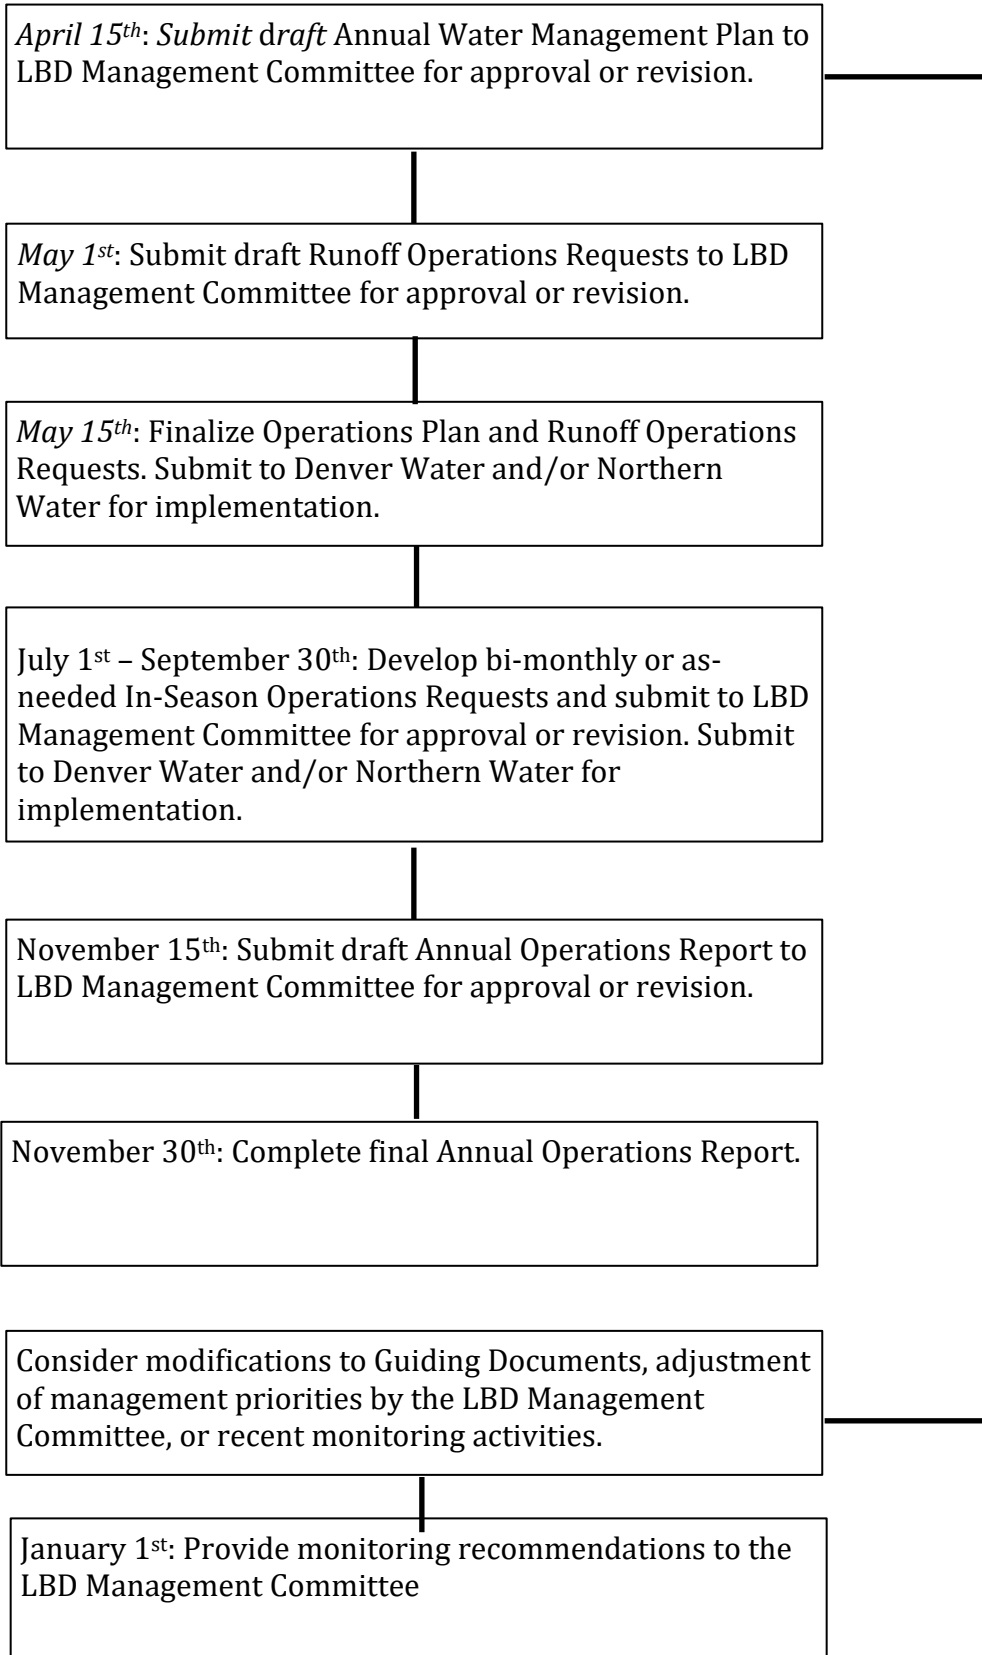 April 15th: Submit draft Annual Water Management Plan to
LBD Management Committee for approval or revision.
May 1st: Submit draft Runoff Operations Requests to LBD
Management Committee for approval or revision.
May 15th: Finalize Operations Plan and Runoff Operations
Requests. Submit to Denver Water and/or Northern
Water for implementation.
July 1st – September 30th: Develop bi-monthly or as-
needed In-Season Operations Requests and submit to LBD
Management Committee for approval or revision. Submit
to Denver Water and/or Northern Water for
implementation.
November 15th: Submit draft Annual Operations Report to
LBD Management Committee for approval or revision.
November 30th: Complete final Annual Operations Report.
Consider modifications to Guiding Documents, adjustment
of management priorities by the LBD Management
Committee, or recent monitoring activities.
January 1st: Provide monitoring recommendations to the
LBD Management Committee